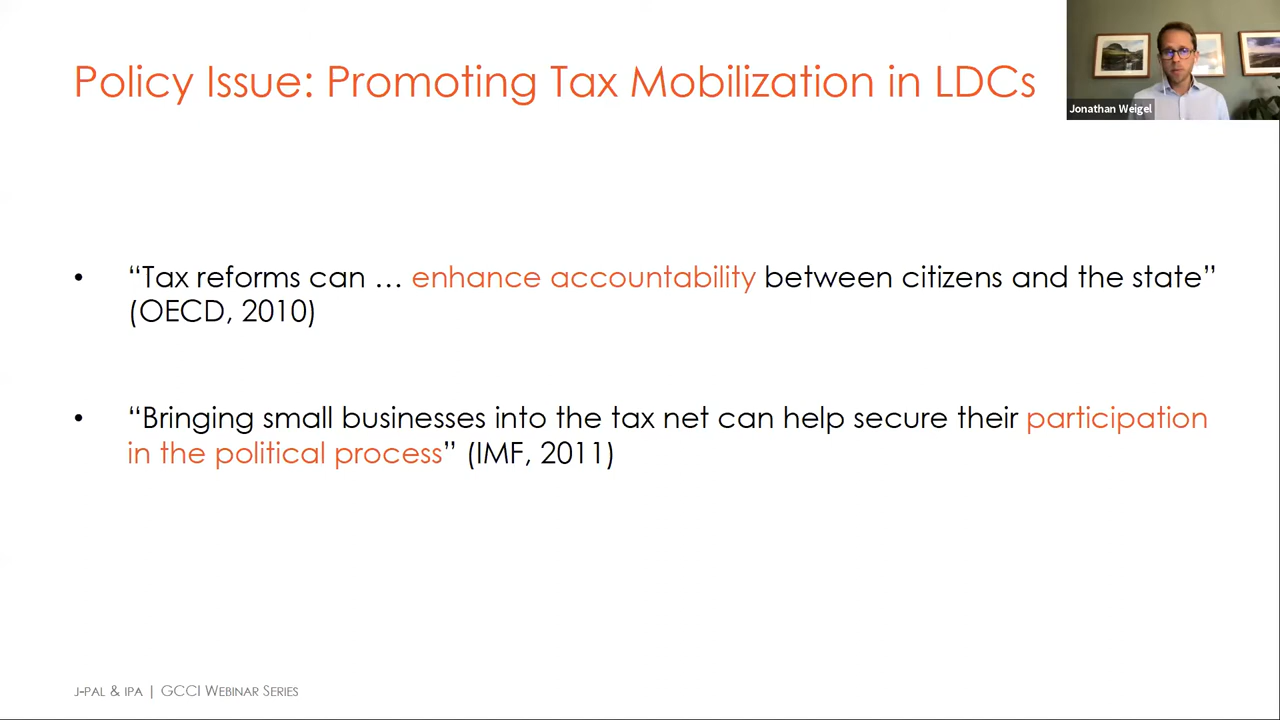 Policy Issue: Promoting Tax Mobilization in LDCs
Jonathan Weigel
• “Tax reforms can … enhance accountability between citizens and the state”
(OECD, 2010)
• “Bringing small businesses into the tax net can help secure their participation
in the political process” (IMF, 2011)
J-PAL & IPA | GCCI WEBINAR SERIES